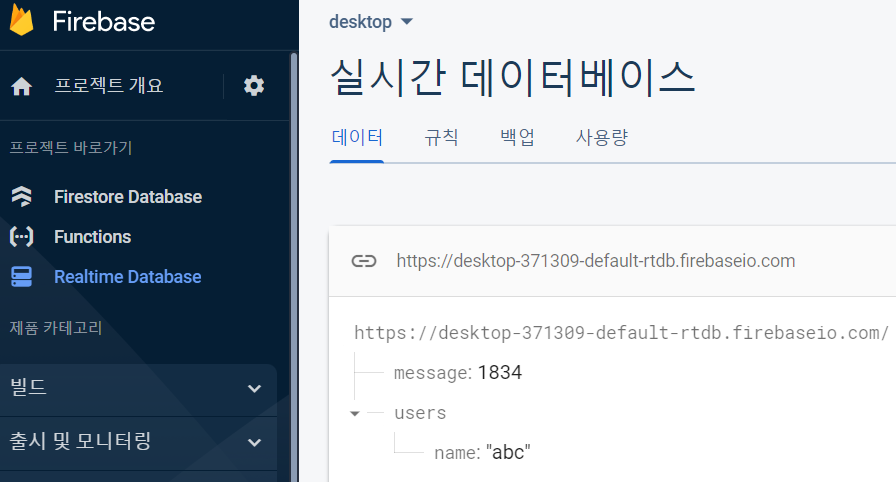 Firebase
프로젝트 개요
프로젝트 바로가기
Firestore Database
Functions
Realtime Database
제품 카테고리
빌드
출시 및 모니터링
desktop
실시간 데이터베이스
데이터 규칙 백업 사용량
https://desktop-371309-default-rtdb.firebaseio.com
https://desktop-371309-default-rtdb.firebaseio.com/
message: 1834
users
name: "abc"